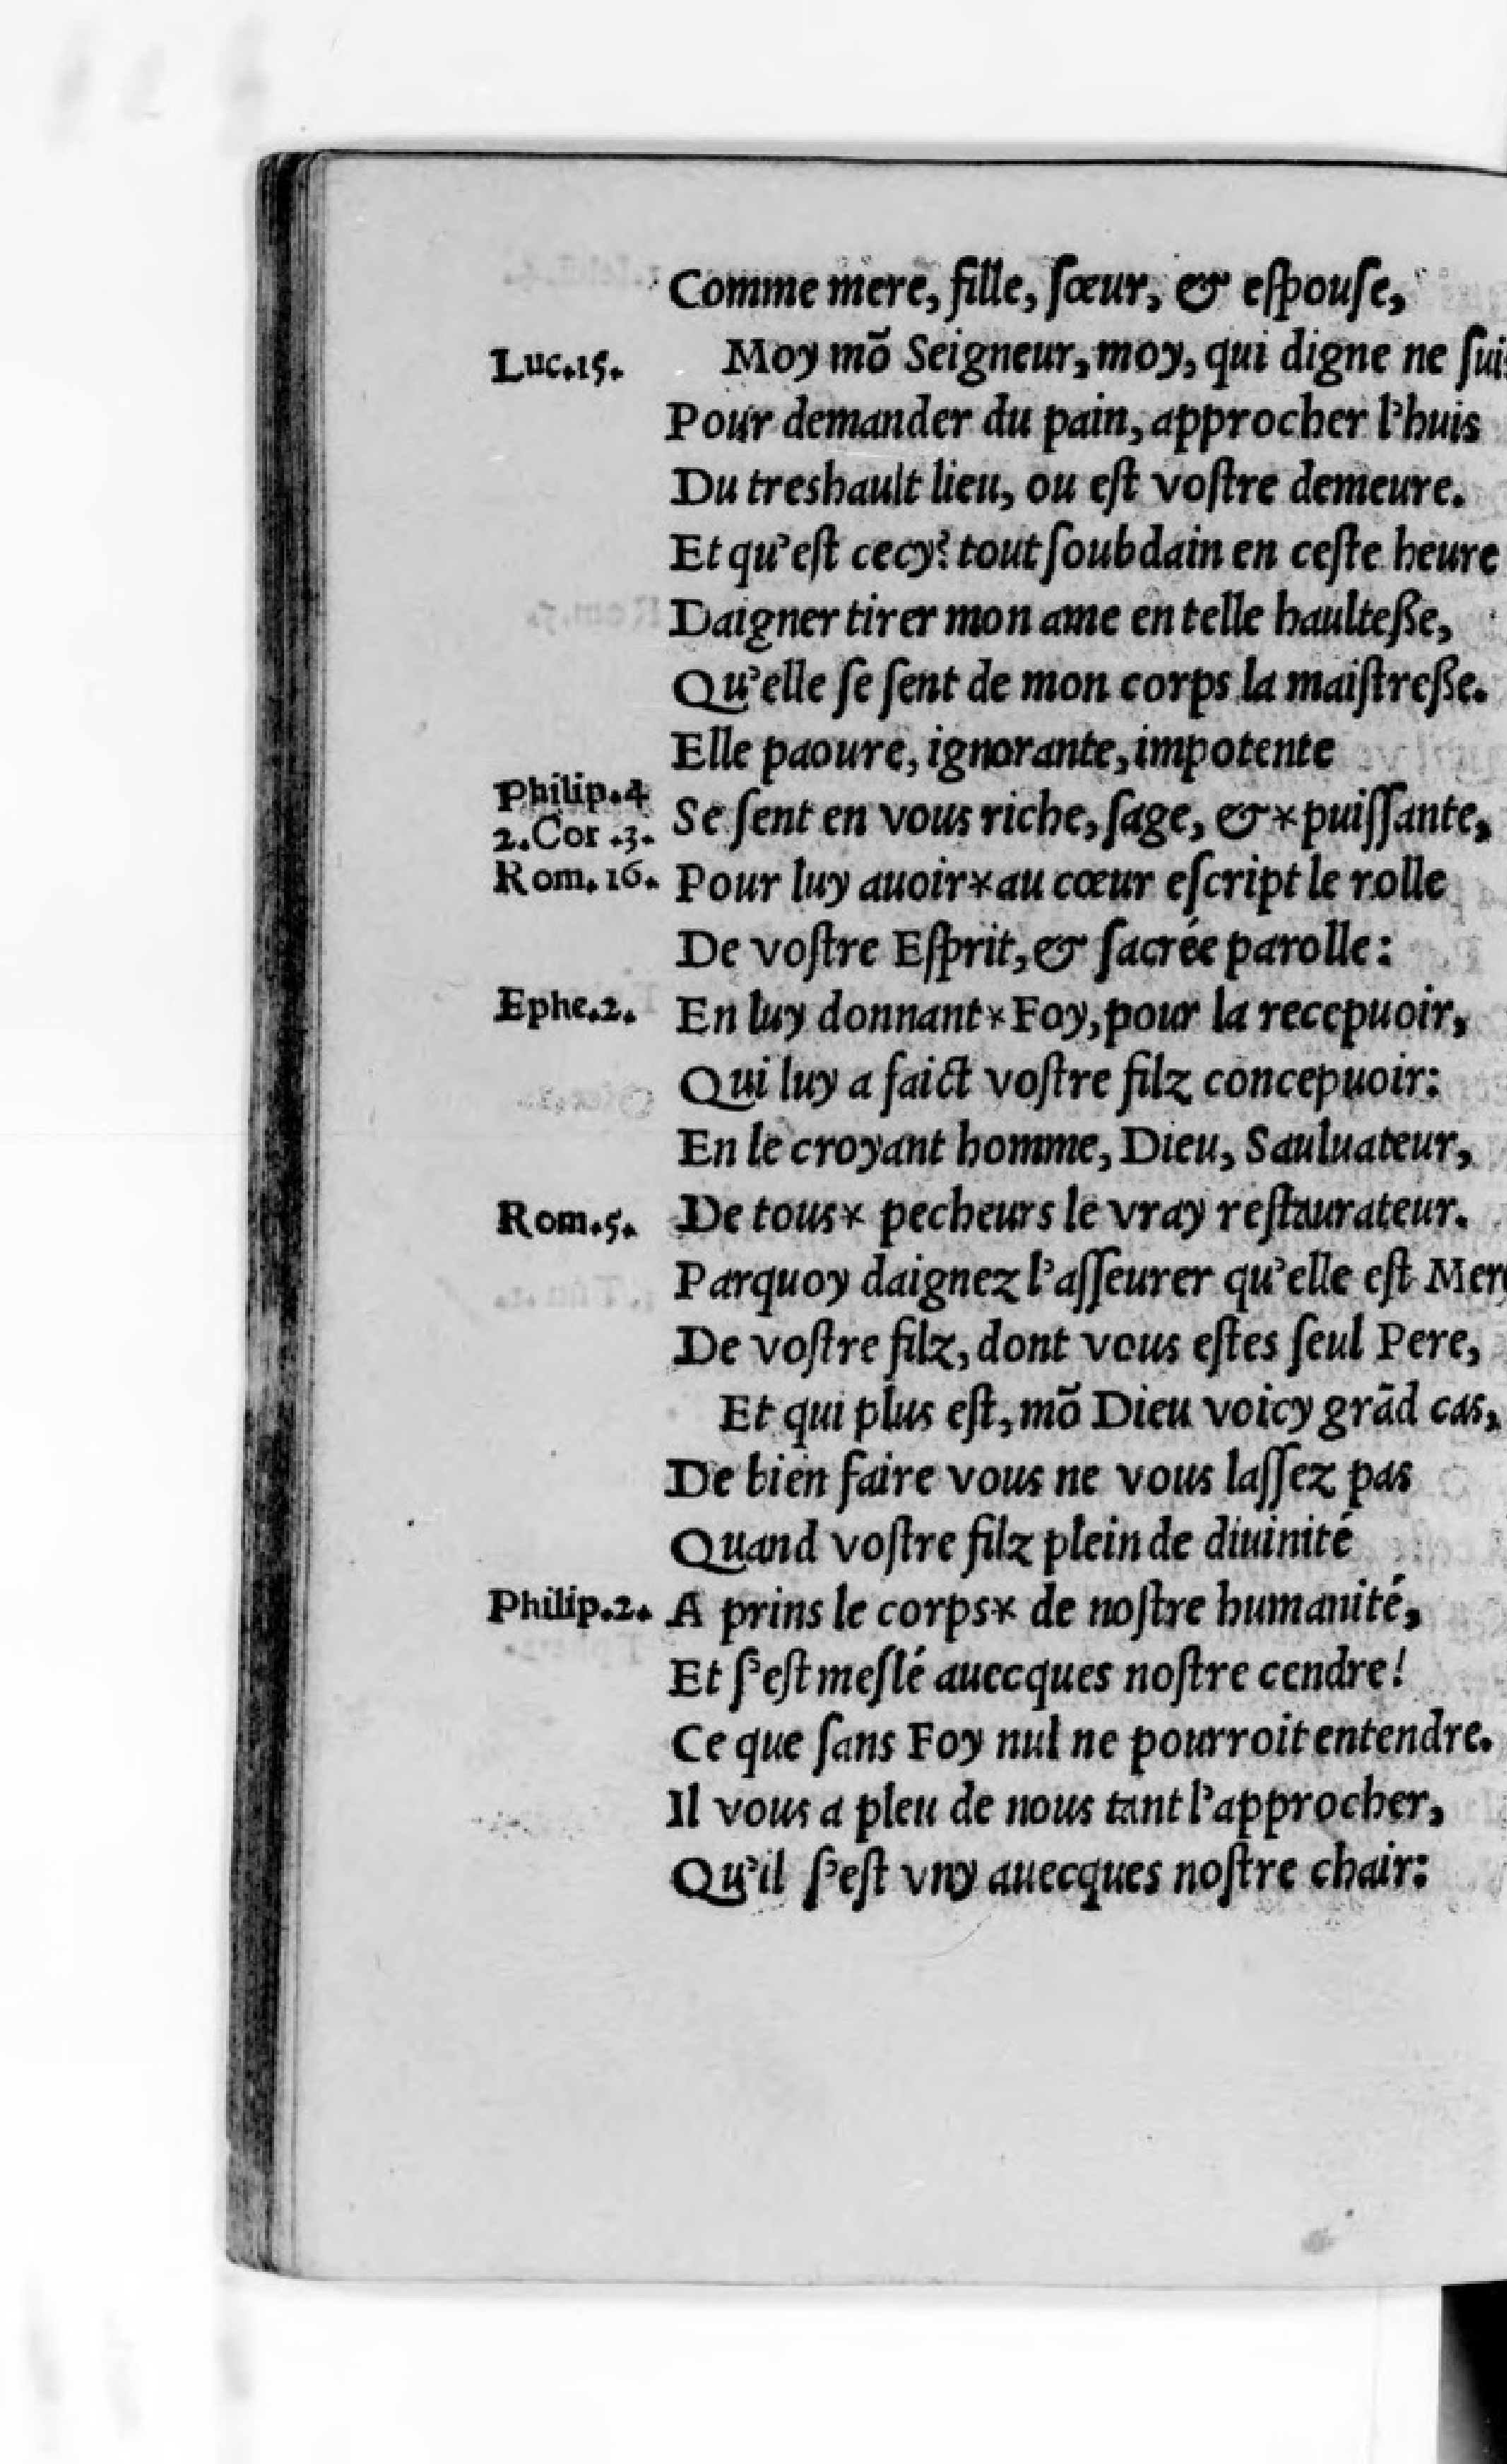 Comme mere, fille, ſœur, & eſpouſe,
Luc.15. Moy mõ Seigneur, moy, qui digne ne ſuis
Pour demander du pain, approcher l'huis
Du treshault lieu, ou eſt voſtre demeure.
Et qu'eſt cecy? tout ſoubdain en ceſte heure
Daigner tirer mon ame en telle haulteſſe,
Qu'elle ſe ſent de mon corps la maiſtreſſe.
Elle paoure, ignorante, impotente
Philip.4
2.Cor.3. Se ſent en vous riche, ſage, &* puiſſante,
Rom.16. Pour luy auoir* au cœur eſcript le rolle
De voſtre Eſprit, & ſacrée parolle:
Ephe.2. En luy donnant* Foy, pour la recepuoir,
Qui luy a faict voſtre filz concepuoir:
En le croyant homme, Dieu, Sauluateur,
Rom.5. De tous* pecheurs le vray reſtaurateur.
Parquoy daignez l'aſſeurer qu'elle eſt Mere
De voſtre filz, dont vous eſtes ſeul Pere,
Et qui plus eſt, mõ Dieu voicy grãd cas,
De bien faire vous ne vous laſſez pas
Quand voſtre filz plein de diuinité
Philip.2. A prins le corps* de noſtre humanité,
Et ſ'eſt meſlé auecques noſtre cendre!
Ce que ſans Foy nul ne pourroit entendre.
Il vous a pleu de nous tant l'approcher,
Qu'il ſ'eſt vny auecques noſtre chair: